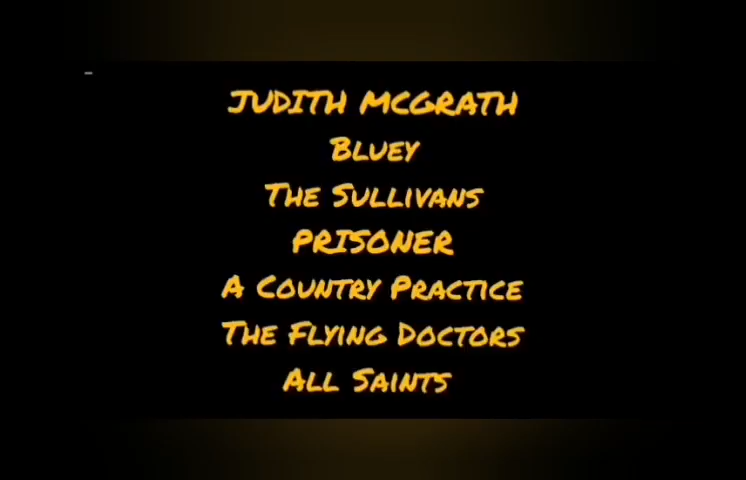 JUDITH MCGRATH
BLUEY
THE SULLIVANS
PRISONER
A COUNTRY PRACTICE
THE FLYING DOCTORS
ALL SAINTS